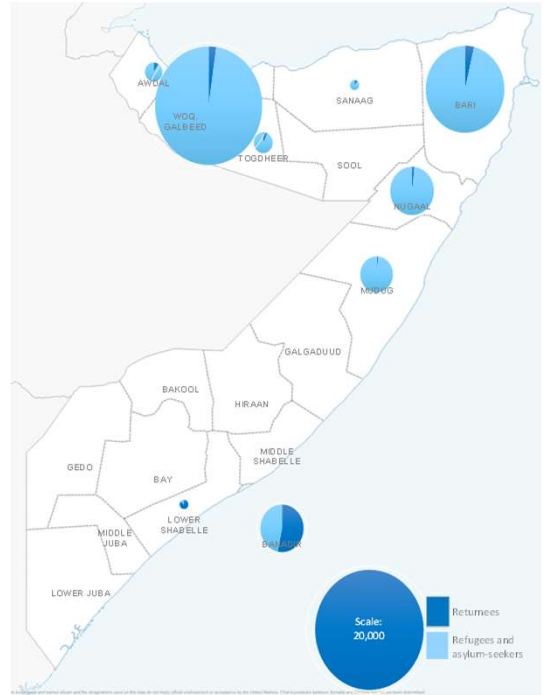 AWDAL
WOQ.
GALBEED
SANAAG
BARI
TOGDHEER
SOOL
NUGAAL
MUDUG
GALGADUUD
BAKOOL
HIRAAN
MIDDLE
SHABELLE
GEDO
BAY
LOWER
SHABELLE
BANADIR
MIDDLE
JUBA
LOWER JUBA
Scale:
20,000
Returnees
Refugees and
asylum-seekers